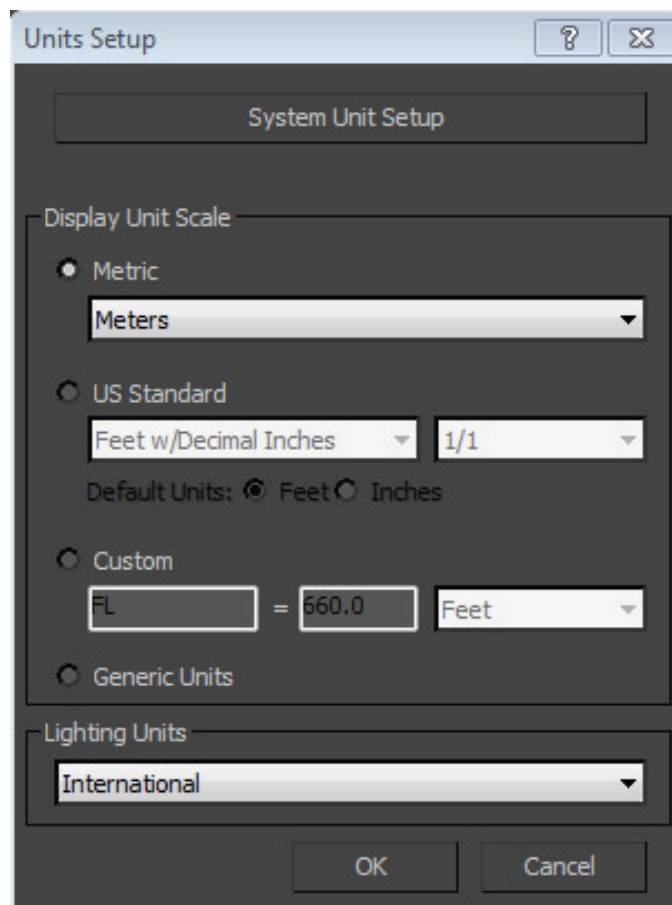 Units Setup
System Unit Setup
Display Unit Scale
Metric
Meters
US Standard
Feet w/Decimal Inches 1/1
Default Units: Feet Inches
Custom
FL = 660.0 Feet
Generic Units
Lighting Units
International
OK Cancel